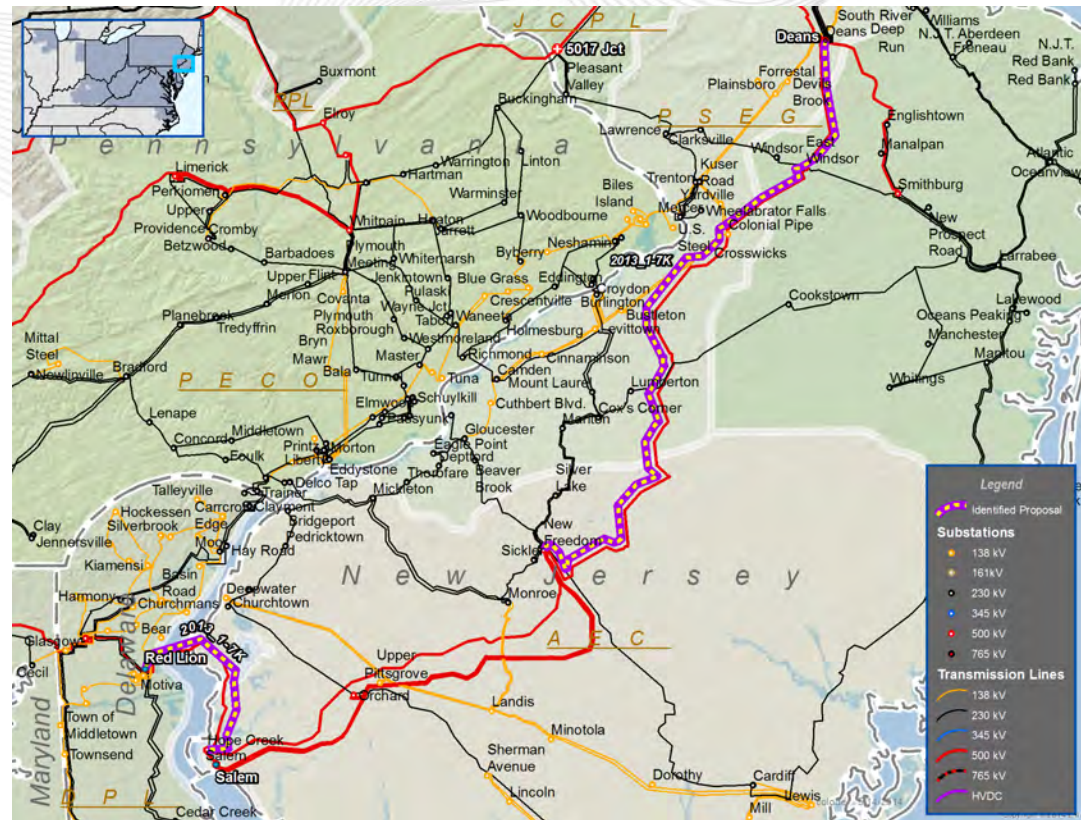 J C P L
5017 Jct
Pleasant
Valley
Buxmont
P P L
Elroy
Buckingham
Deans
South River
Deans Deep
Run
Williams
N.J.T. Aberdeen
Freneau
N.J.T.
Red Bank
Red Bank
Forrestal
Plainsboro
Devils
Brook
P S E G
Englishtown
Manalpan
Lawrence
Clarksville
Windsor
East
Windsor
Atlantic
Oceanview
Pennsylvania
Limerick
Perkiomen
Upper
Providence
Cromby
Betzwood
Warrington
Hartman
Linton
Warminster
Kuser
Road
Trenton
Yardville
Biles
Island
Mercer
Wheelabrator Falls
U.S.
Steel
Colonial Pipe
Crosswicks
Smithburg
New
Prospect
Road
Larrabee
Whitpain
Heaton
Jarrett
Woodbourne
Byberry
Neshaminy
2013_1-7K
Barbadoes
Plymouth
Meeting
Whitemarsh
Upper
Merion
Flint
Jenkintown
Blue Grass
Eddington
Croydon
Burlington
Crescentville
Pulaski
Wayne Jct
Tabor
Waneeta
Covanta
Plymouth
Roxborough
Westmoreland
Holmesburg
Bustleton
Levittown
Cookstown
Lakewood
Oceans Peaking
Manchester
Manitou
Whitings
Planebrook
Tredyffrin
Bryn
Mawr
Bala
Master
Richmond
Cinnaminson
Camden
Mount Laurel
Lumberton
Mittal
Steel
Newlinville
Bradford
P E C O
Tunn
Tuna
Schuylkill
Elmwood
Passyunk
Cuthbert Blvd.
Cox's Corner
Marlton
Lenape
Concord
Middletown
Foulk
Printz
Morton
Liberty
Eddystone
Gloucester
Eagle Point
Deptford
Thorofare
Beaver
Brook
Silver
Lake
Delco Tap
Mickleton
Trainer
Claymont
Talleyville
Carrcroft
Hockessen
Silverbrook
Edge
Moor
Hay Road
Bridgeport
Pedricktown
New
Freedom
Sickler
Clay
Jennersville
Kiamensi
Basin
Road
Harmony
Churchmans
Deepwater
Churchtown
New Jersey
Monroe
Glasgow
Bear
2013_1-7K
Red Lion
Cecil
Motiva
A E C
Upper
Pittsgrove
Orchard
Landis
Minotola
Maryland
Delaware
Town of
Middletown
Townsend
Hope Creek
Salem
Salem
Sherman
Avenue
Lincoln
Dorothy
Cardiff
Lewis
Mill
D P L
Cedar Creek
Legend
Identified Proposal
Substations
138 kV
161kV
230 kV
345 kV
500 kV
765 kV
Transmission Lines
138 kV
230 kV
345 kV
500 kV
765 kV
HVDC